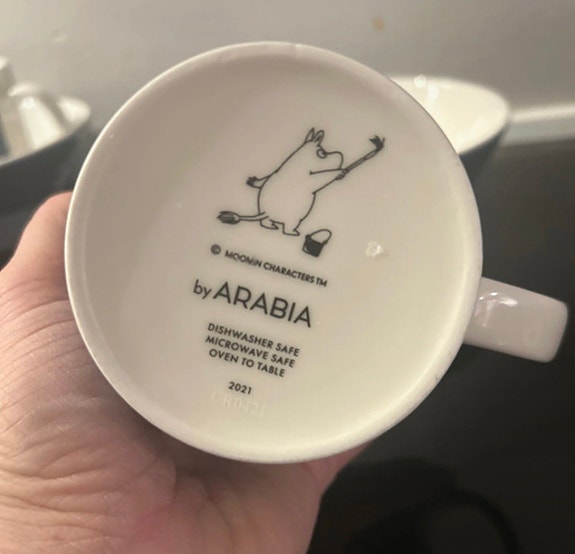 © MOOMIN CHARACTERS TM
by ARABIA
DISHWASHER SAFE
MICROWAVE SAFE
OVEN TO TABLE
2021